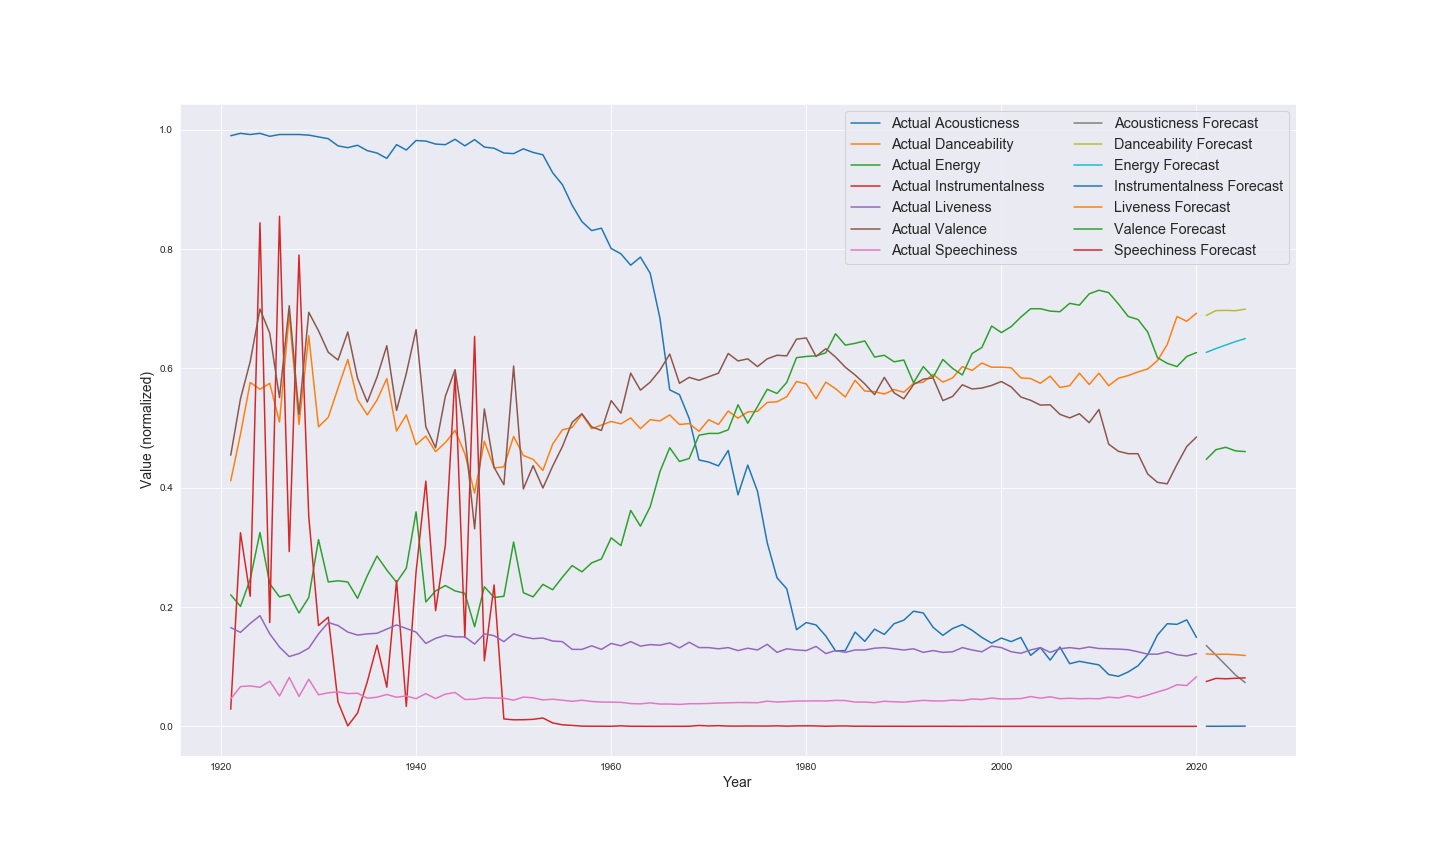 1.0
0.8
0.6
0.4
0.2
0.0
Value (normalized)
1920
1940
1960
1980
2000
2020
Year
Actual Acousticness
Actual Danceability
Actual Energy
Actual Instrumentalness
Actual Liveness
Actual Valence
Actual Speechiness
Acousticness Forecast
Danceability Forecast
Energy Forecast
Instrumentalness Forecast
Liveness Forecast
Valence Forecast
Speechiness Forecast